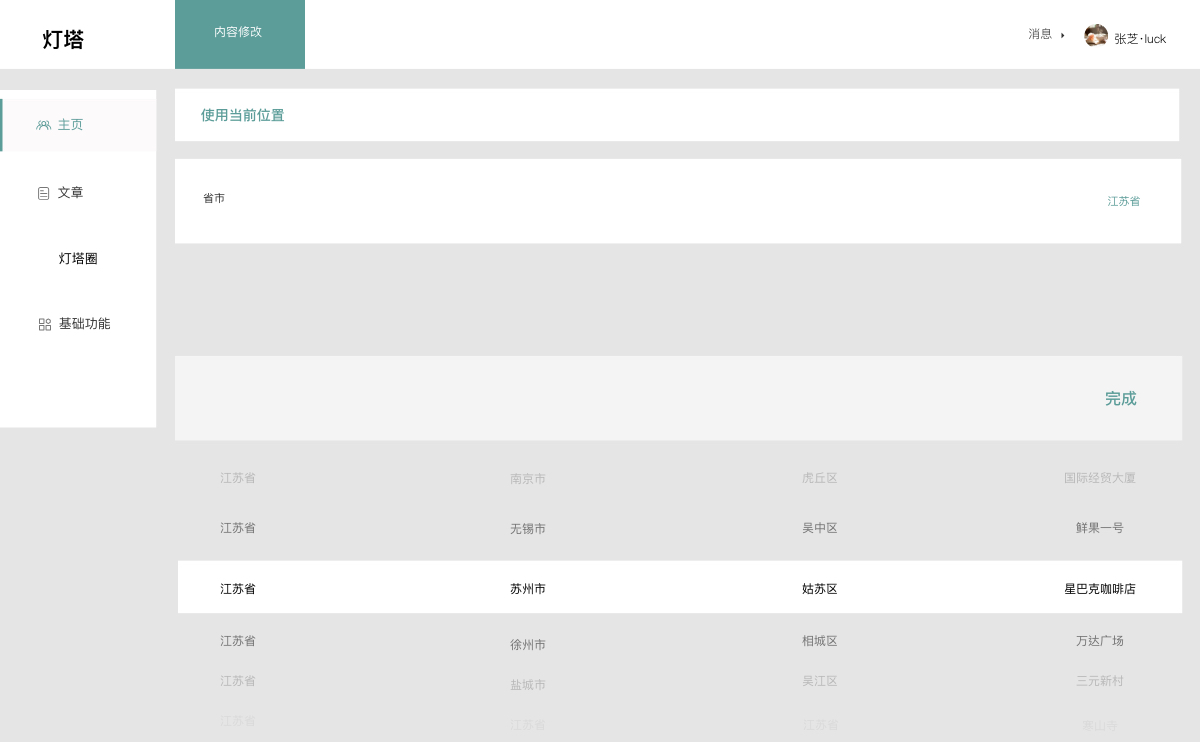 灯塔
内容修改
消息
张芝·luck
主页
文章
灯塔圈
基础功能
使用当前位置
省市
江苏省
完成
江苏省 南京市 虎丘区 国际经贸大厦
江苏省 无锡市 吴中区 鲜果一号
江苏省 苏州市 姑苏区 星巴克咖啡店
江苏省 徐州市 相城区 万达广场
江苏省 盐城市 吴江区 三元新村
江苏省 江苏省 江苏省 寒山寺